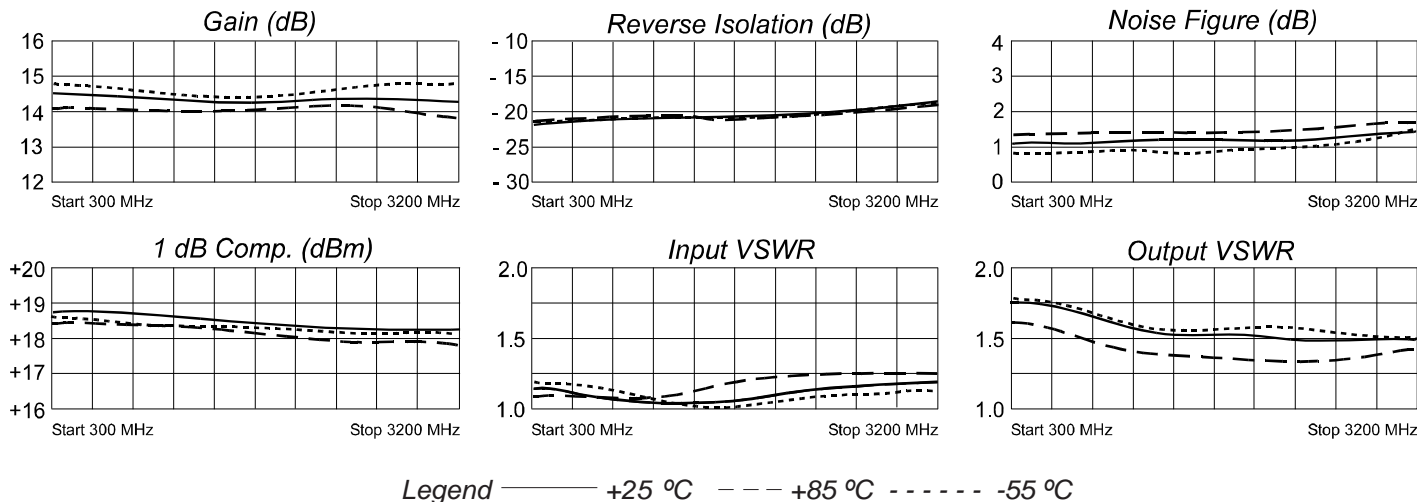 Gain (dB)
16
15
14
13
12
Start 300 MHz
Stop 3200 MHz
Reverse Isolation (dB)
- 10
- 15
- 20
- 25
- 30
Start 300 MHz
Stop 3200 MHz
Noise Figure (dB)
4
3
2
1
0
Start 300 MHz
Stop 3200 MHz
1 dB Comp. (dBm)
+20
+19
+18
+17
+16
Start 300 MHz
Stop 3200 MHz
Input VSWR
2.0
1.5
1.0
Start 300 MHz
Stop 3200 MHz
Output VSWR
2.0
1.5
1.0
Start 300 MHz
Stop 3200 MHz
Legend +25 ºC +85 ºC -55 ºC